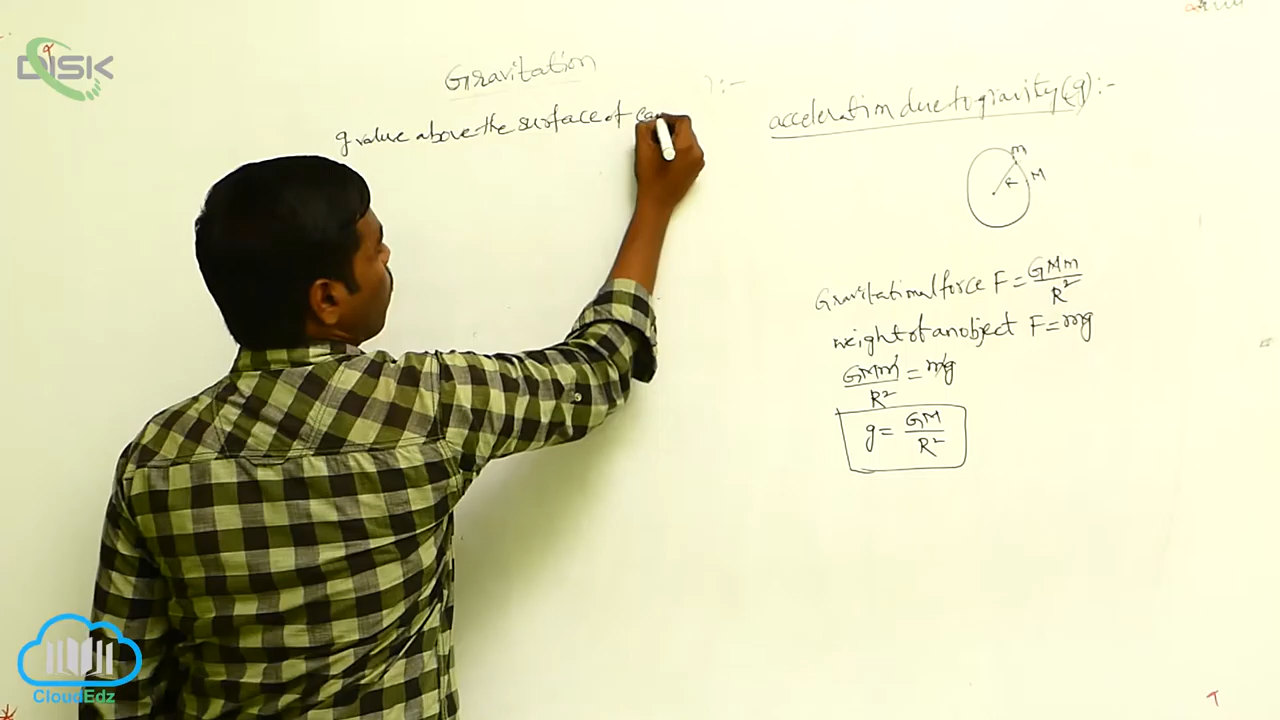 DISK
Gravitation
g value above the surface of ea
acceleration due to gravity (g) :-
m
M
R
Gravitational force F = GMm/R²
weight of an object F = mg
GMm/R² = mg
g = GM/R²
CloudEdz
T